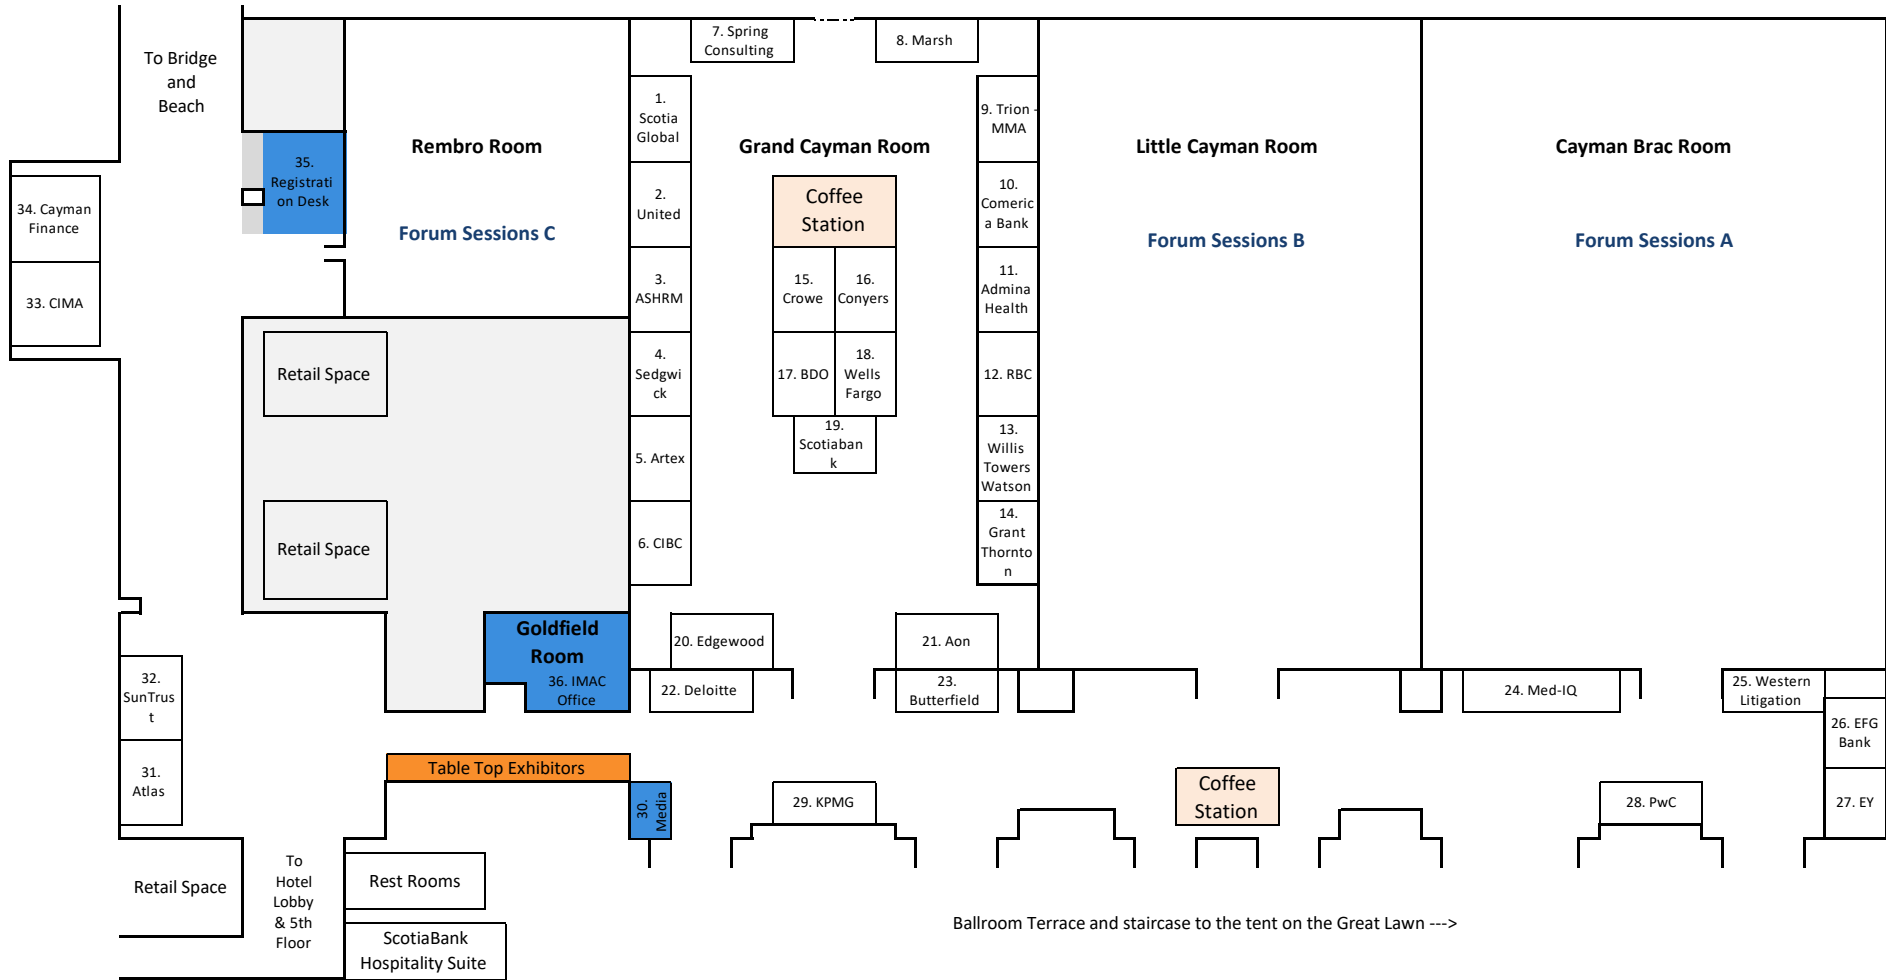 To Bridge
and
Beach
7. Spring
Consulting
8. Marsh
1.
Scotia
Global
9. Trion -
MMA
Rembro Room
Grand Cayman Room
Little Cayman Room
Cayman Brac Room
35.
Registrati
on Desk
34. Cayman
Finance
2.
United
Coffee
Station
10.
Comeric
a Bank
Forum Sessions C
Forum Sessions B
Forum Sessions A
33. CIMA
3.
ASHRM
15.
Crowe
16.
Conyers
11.
Admina
Health
Retail Space
4.
Sedgwi
ck
17. BDO
18.
Wells
Fargo
12. RBC
19.
Scotiaban
k
5. Artex
13.
Willis
Towers
Watson
Retail Space
6. CIBC
14.
Grant
Thornto
n
Goldfield
Room
36. IMAC
Office
20. Edgewood
21. Aon
32.
SunTrus
t
22. Deloitte
23.
Butterfield
24. Med-IQ
25. Western
Litigation
26. EFG
Bank
31.
Atlas
Table Top Exhibitors
30.
Media
29. KPMG
Coffee
Station
28. PwC
27. EY
Retail Space
To
Hotel
Lobby
& 5th
Floor
Rest Rooms
ScotiaBank
Hospitality Suite
Ballroom Terrace and staircase to the tent on the Great Lawn --->